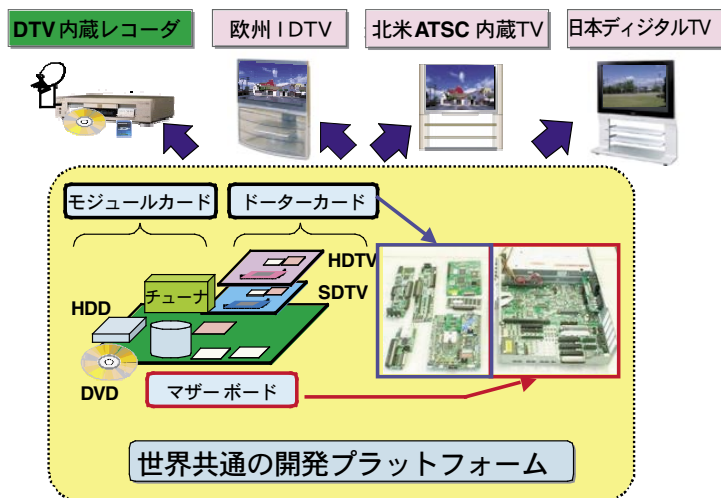 DTV内蔵レコーダ
欧州IDTV
北米ATSC内蔵TV
日本ディジタルTV
モジュールカード
ドーターカード
HDTV
チューナ
SDTV
HDD
DVD
マザーボード
世界共通の開発プラットフォーム